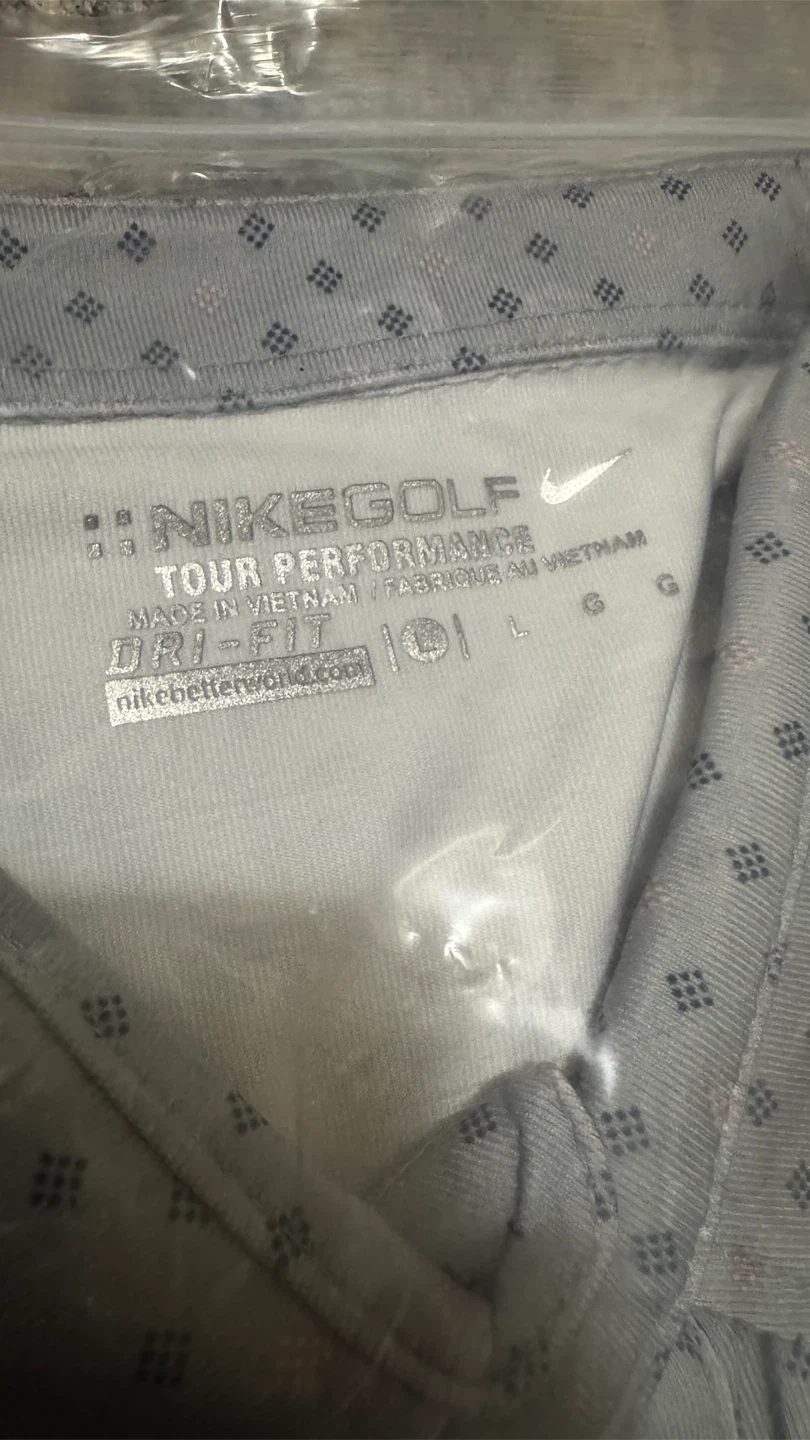 NIKEGOLF
TOUR PERFORMANCE
MADE IN VIETNAM / FABRIQUE AU VIETNAM
DRI-FIT | L | L G G
nikebetterworld.com